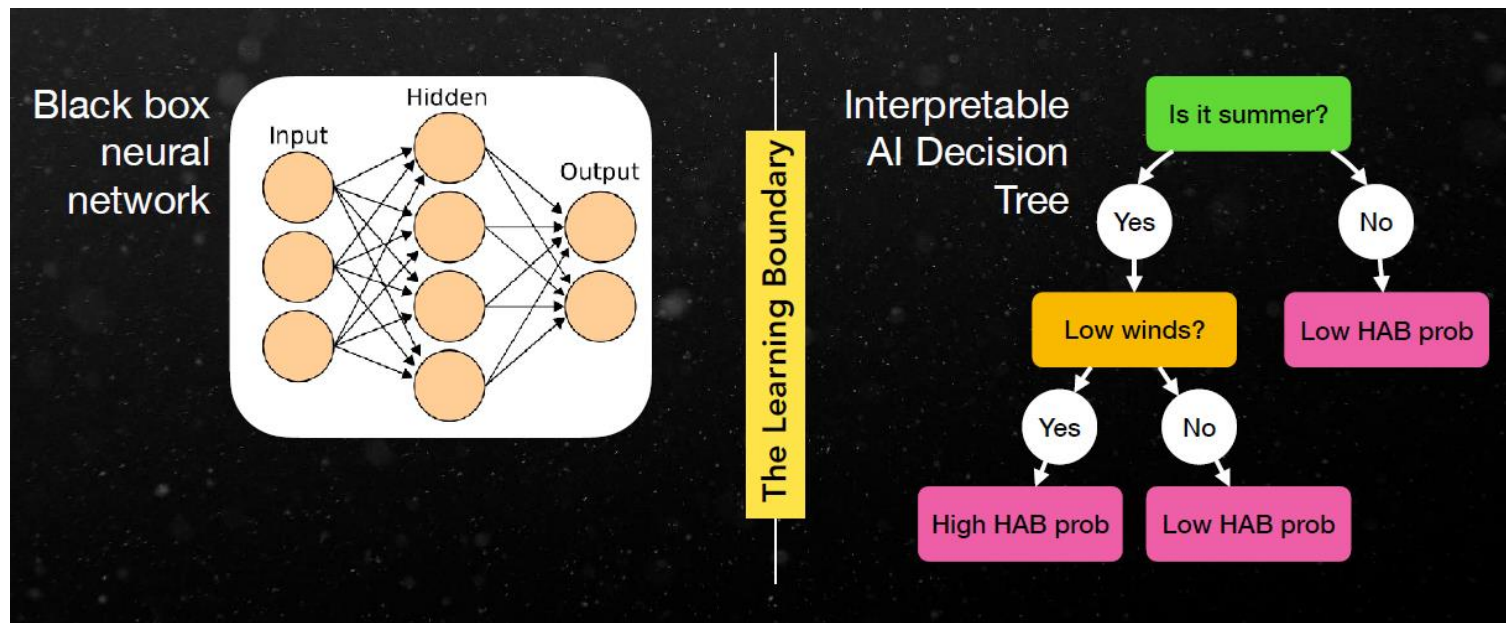 Black box
neural
network
Input
Hidden
Output
The Learning Boundary
Interpretable
AI Decision
Tree
Is it summer?
Yes
No
Low winds?
Low HAB prob
Yes
No
High HAB prob
Low HAB prob